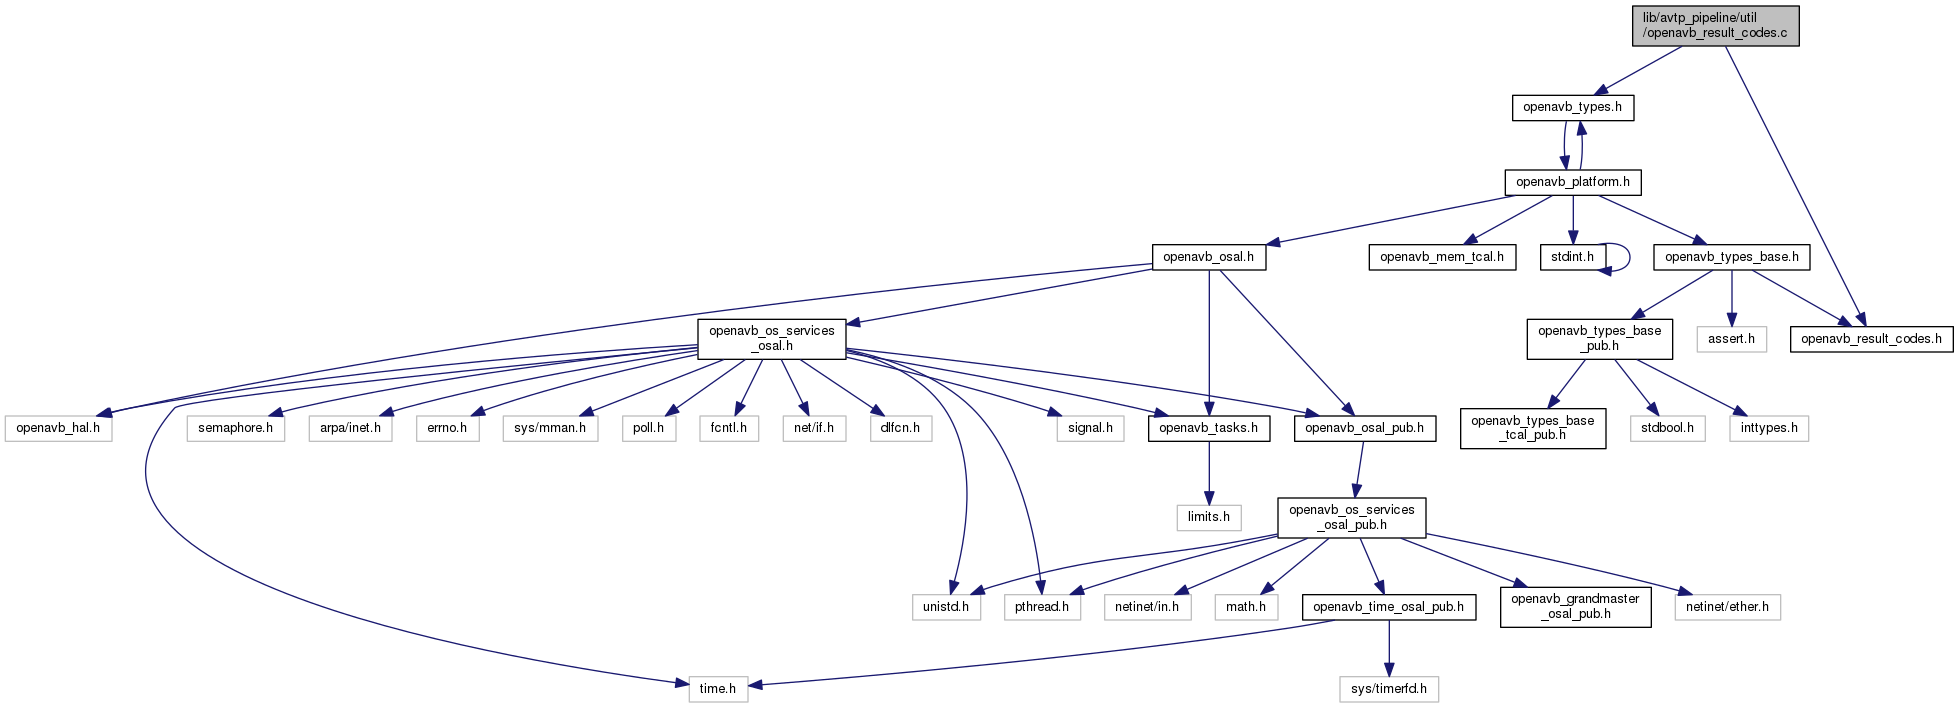 lib/avtp_pipeline/util
/openavb_result_codes.c
openavb_types.h
openavb_platform.h
openavb_osal.h
openavb_mem_tcal.h
stdint.h
openavb_types_base.h
openavb_os_services
_osal.h
openavb_types_base
_pub.h
assert.h
openavb_result_codes.h
openavb_hal.h
semaphore.h
arpa/inet.h
errno.h
sys/mman.h
poll.h
fcntl.h
net/if.h
dlfcn.h
signal.h
openavb_tasks.h
openavb_osal_pub.h
openavb_types_base
_tcal_pub.h
stdbool.h
inttypes.h
limits.h
openavb_os_services
_osal_pub.h
unistd.h
pthread.h
netinet/in.h
math.h
openavb_time_osal_pub.h
openavb_grandmaster
_osal_pub.h
netinet/ether.h
time.h
sys/timerfd.h